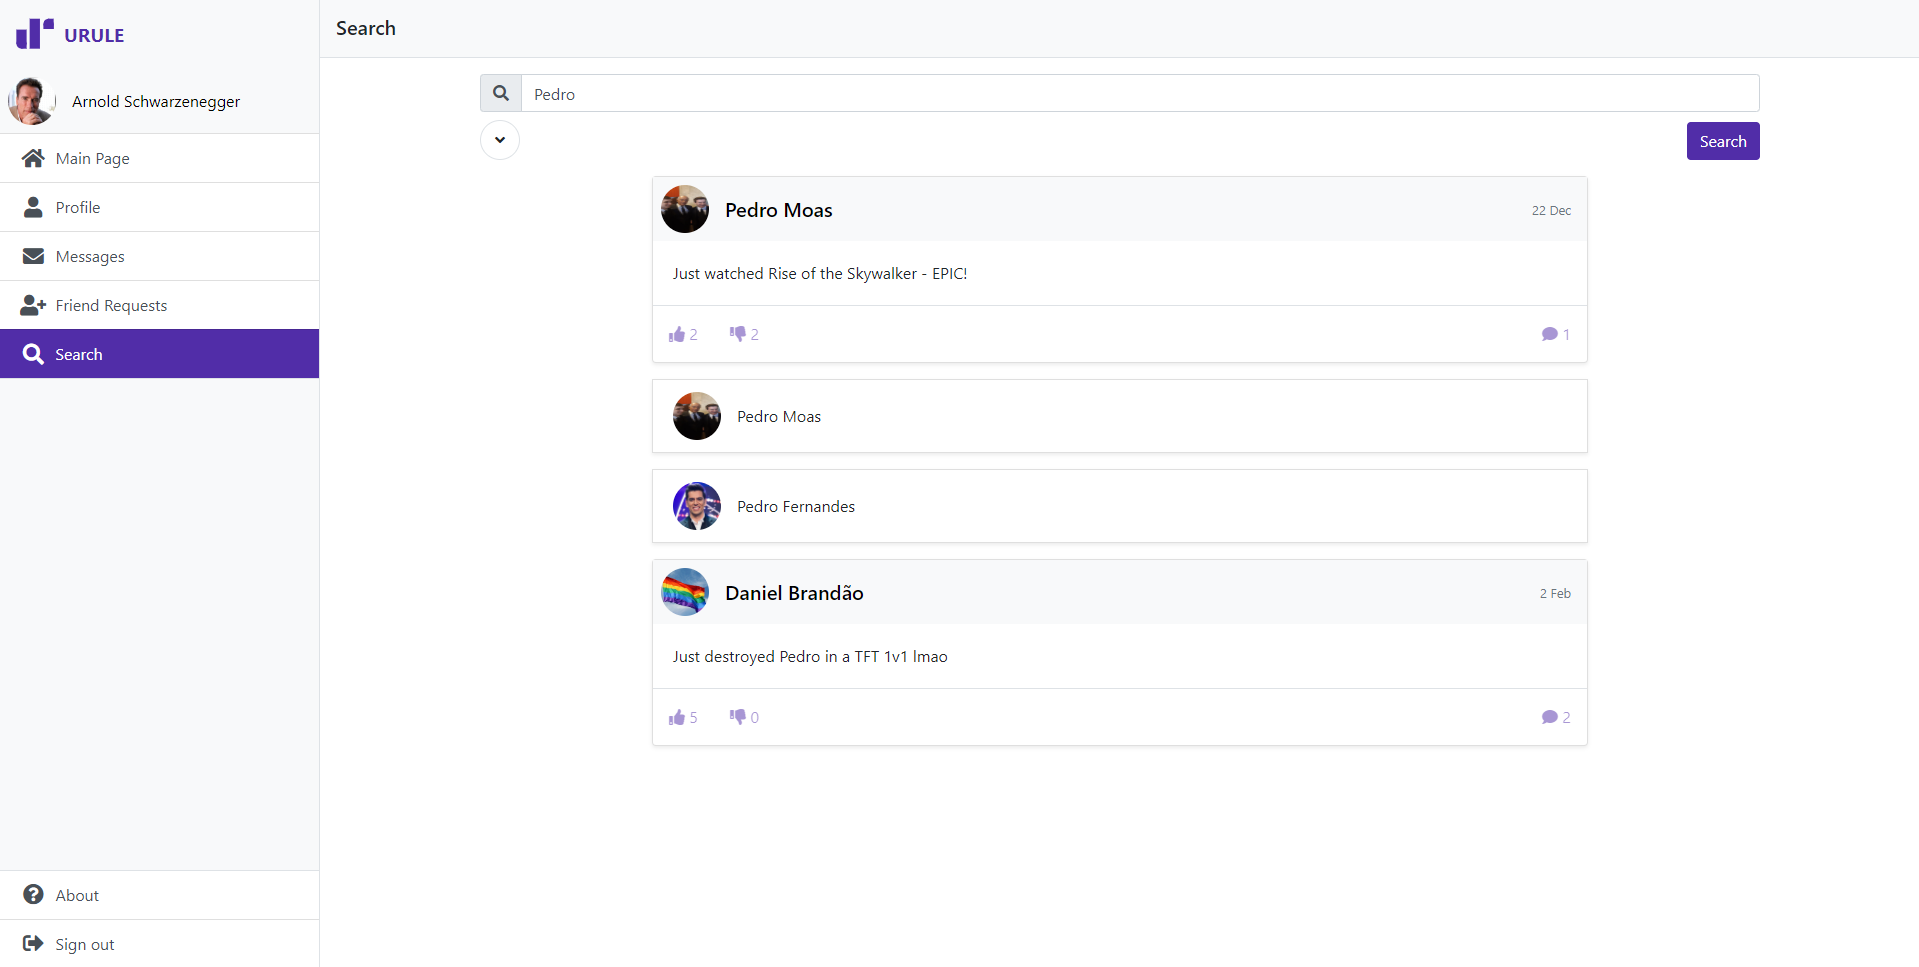 URULE
Arnold Schwarzenegger
Main Page
Profile
Messages
Friend Requests
Search
About
Sign out
Search
Pedro
Search
Pedro Moas
22 Dec
Just watched Rise of the Skywalker - EPIC!
2 2 1
Pedro Moas
Pedro Fernandes
Daniel Brandão
2 Feb
Just destroyed Pedro in a TFT 1v1 lmao
5 0 2